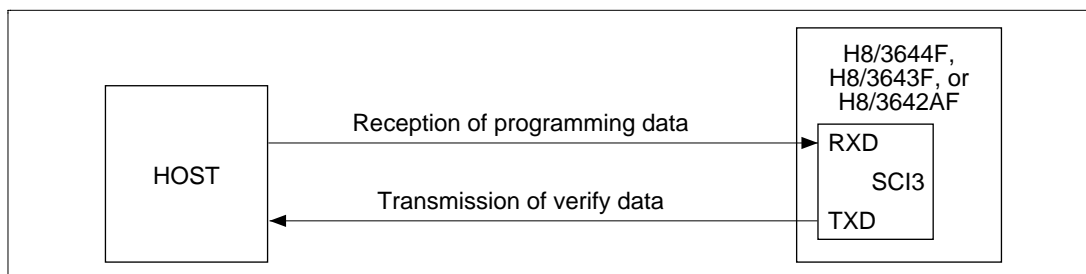 H8/3644F,
H8/3643F, or
H8/3642AF
Reception of programming data
RXD
HOST
SCI3
Transmission of verify data
TXD